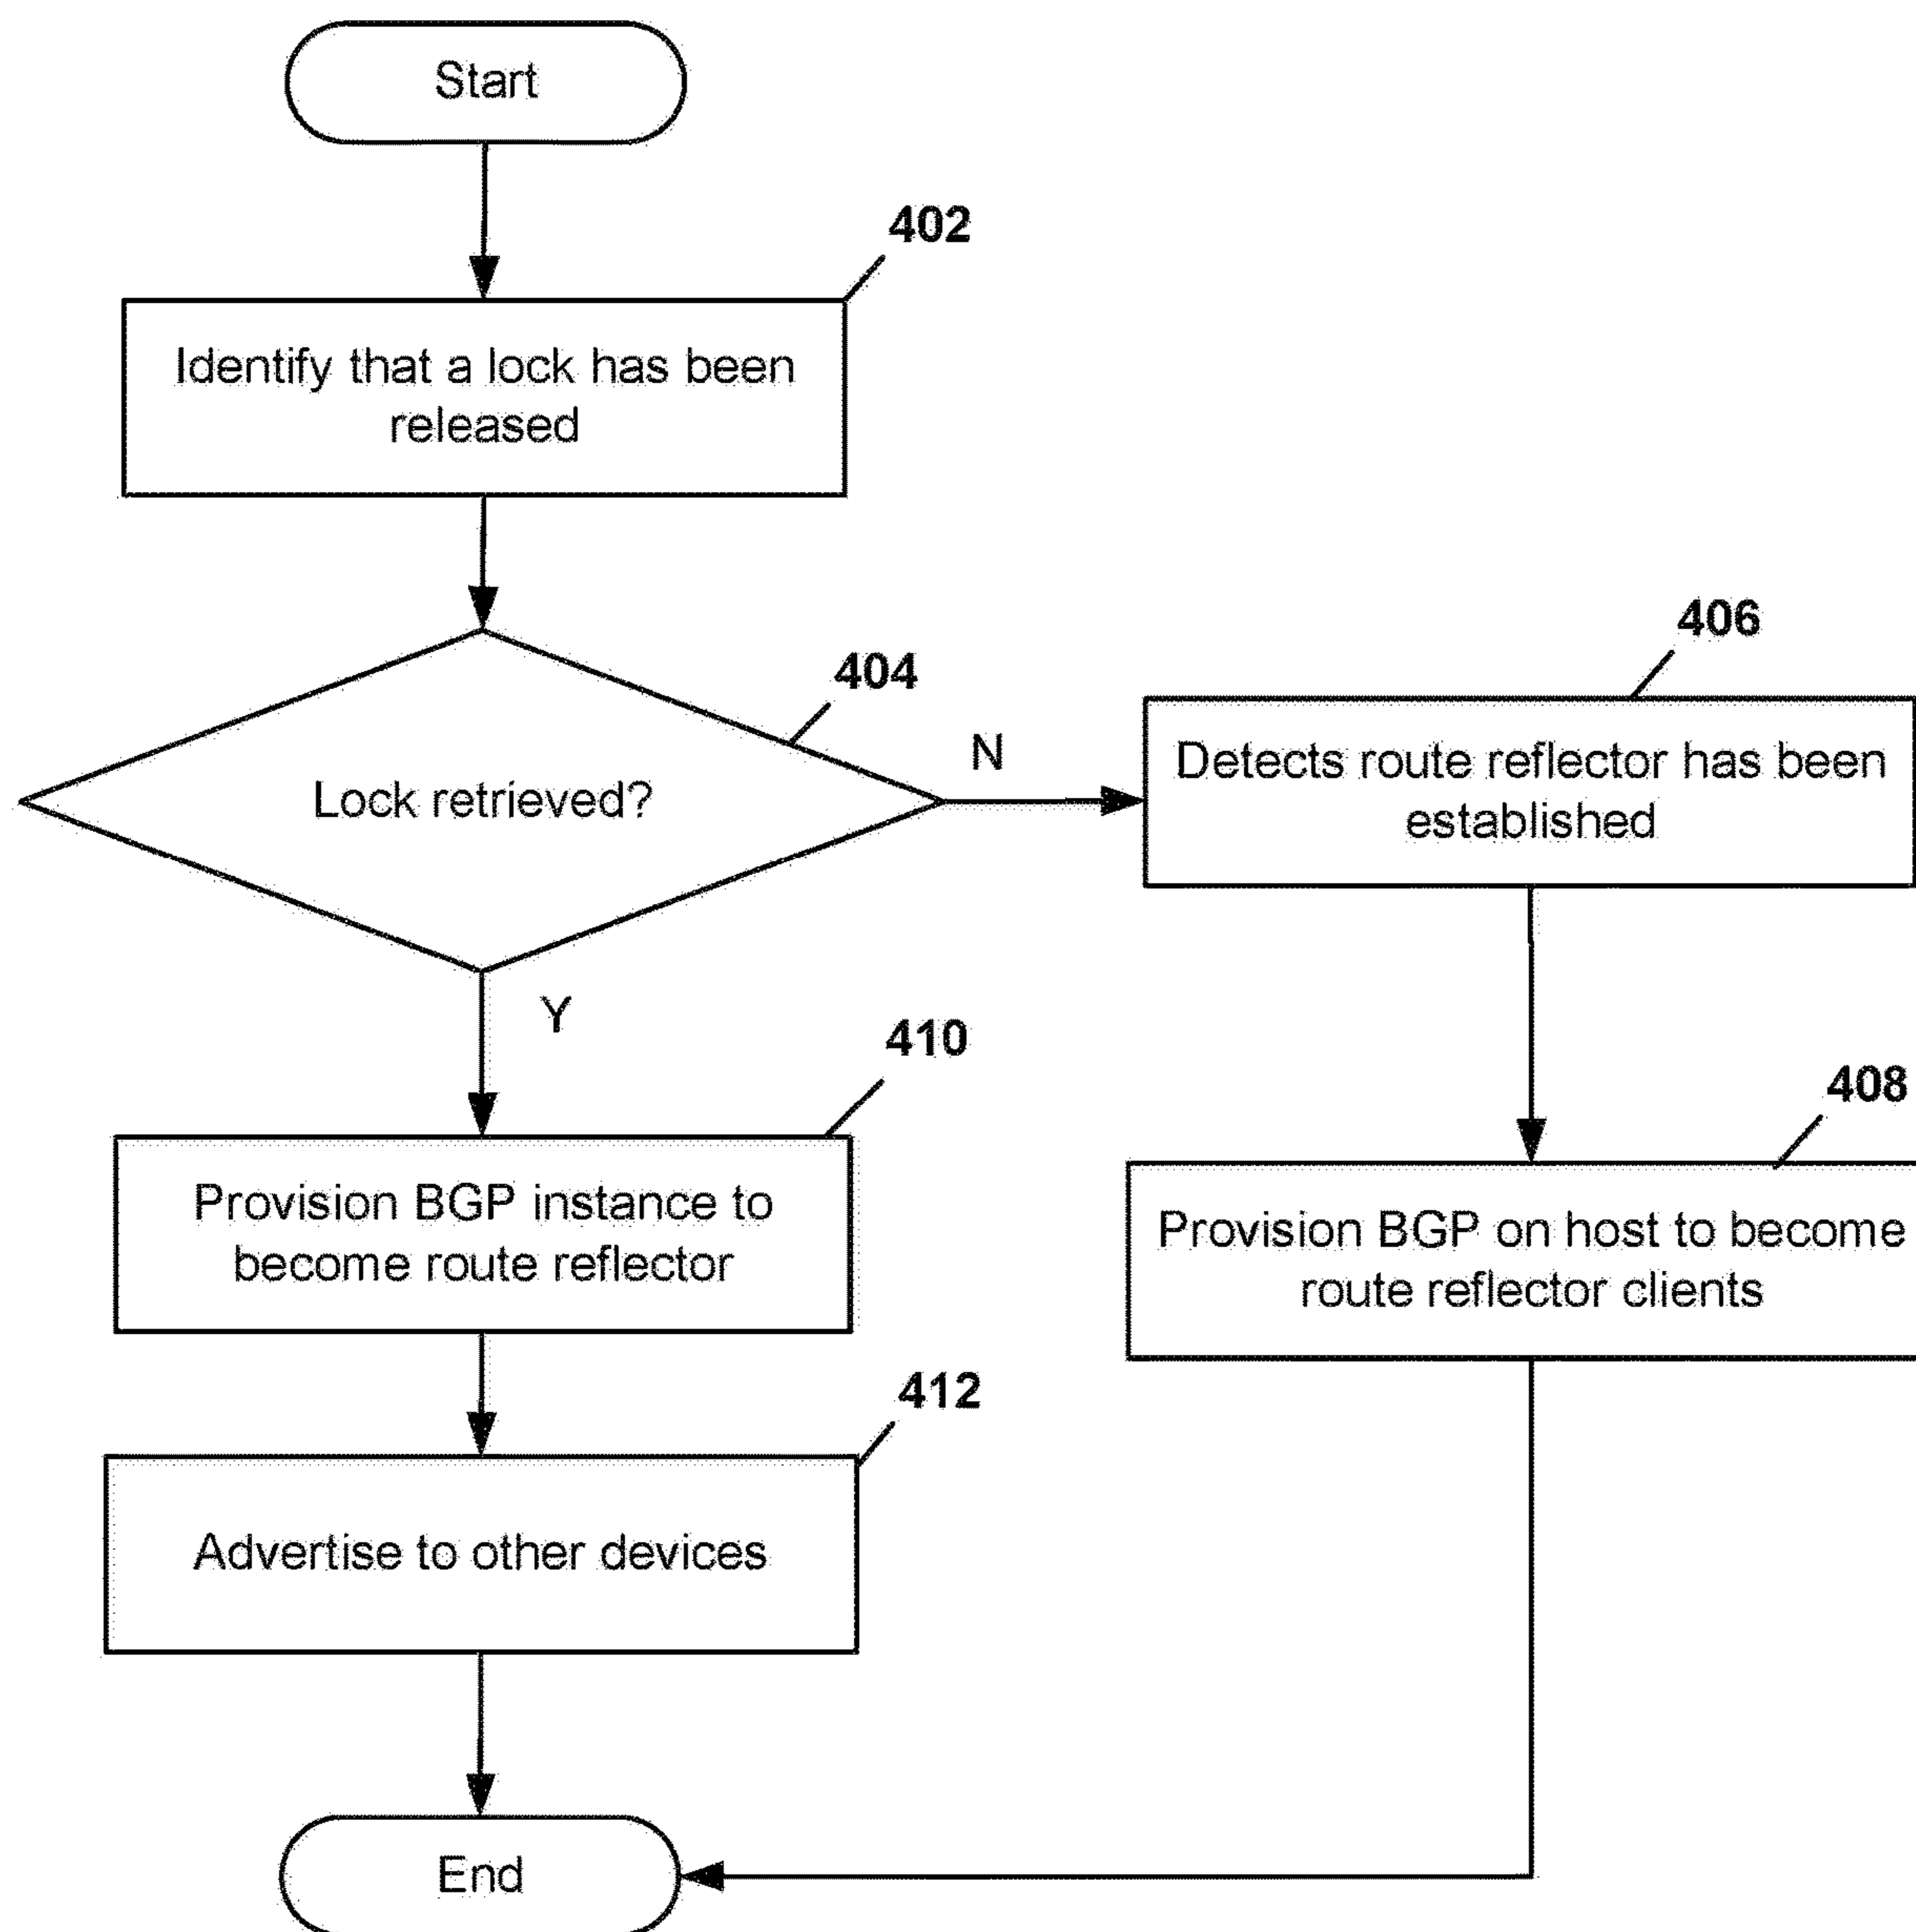 Start
402
Identify that a lock has been
released
404
Lock retrieved?
N
406
Detects route reflector has been
established
Y
410
Provision BGP instance to
become route reflector
408
Provision BGP on host to become
route reflector clients
412
Advertise to other devices
End